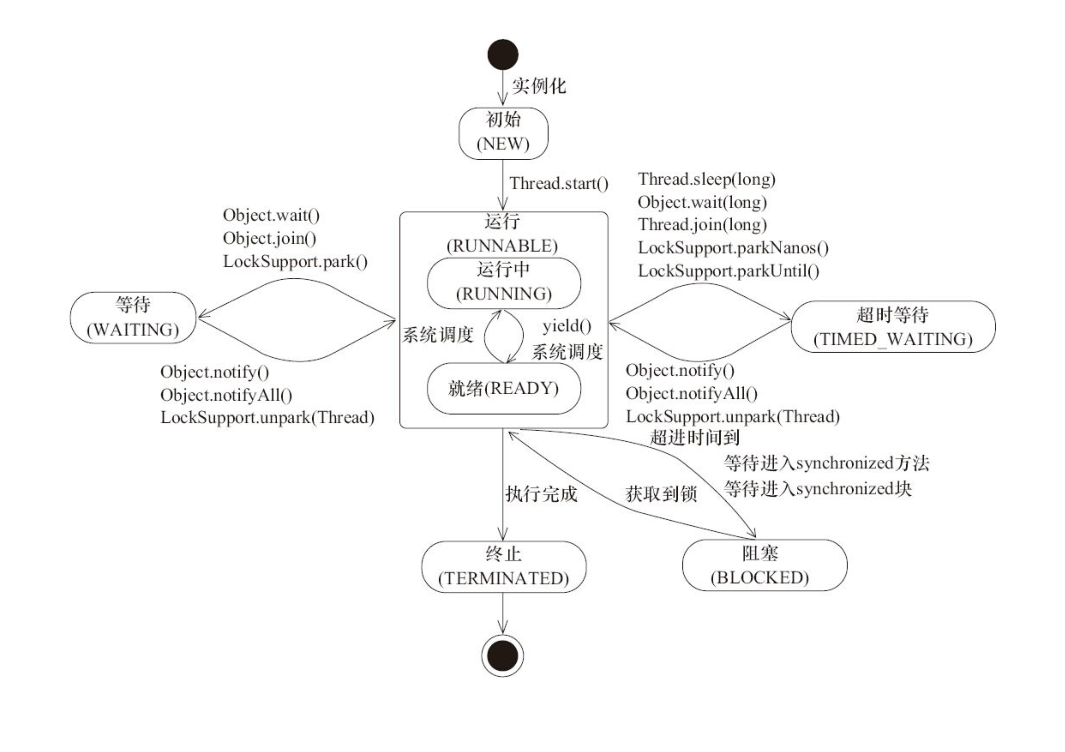 实例化
初始
(NEW)
Thread.start()
Object.wait()
Object.join()
LockSupport.park()
Thread.sleep(long)
Object.wait(long)
Thread.join(long)
LockSupport.parkNanos()
LockSupport.parkUntil()
运行
(RUNNABLE)
运行中
(RUNNING)
等待
(WAITING)
系统调度
yield()
系统调度
超时等待
(TIMED_WAITING)
就绪(READY)
Object.notify()
Object.notifyAll()
LockSupport.unpark(Thread)
Object.notify()
Object.notifyAll()
LockSupport.unpark(Thread)
超进时间到
等待进入synchronized方法
等待进入synchronized块
执行完成
获取到锁
终止
(TERMINATED)
阻塞
(BLOCKED)